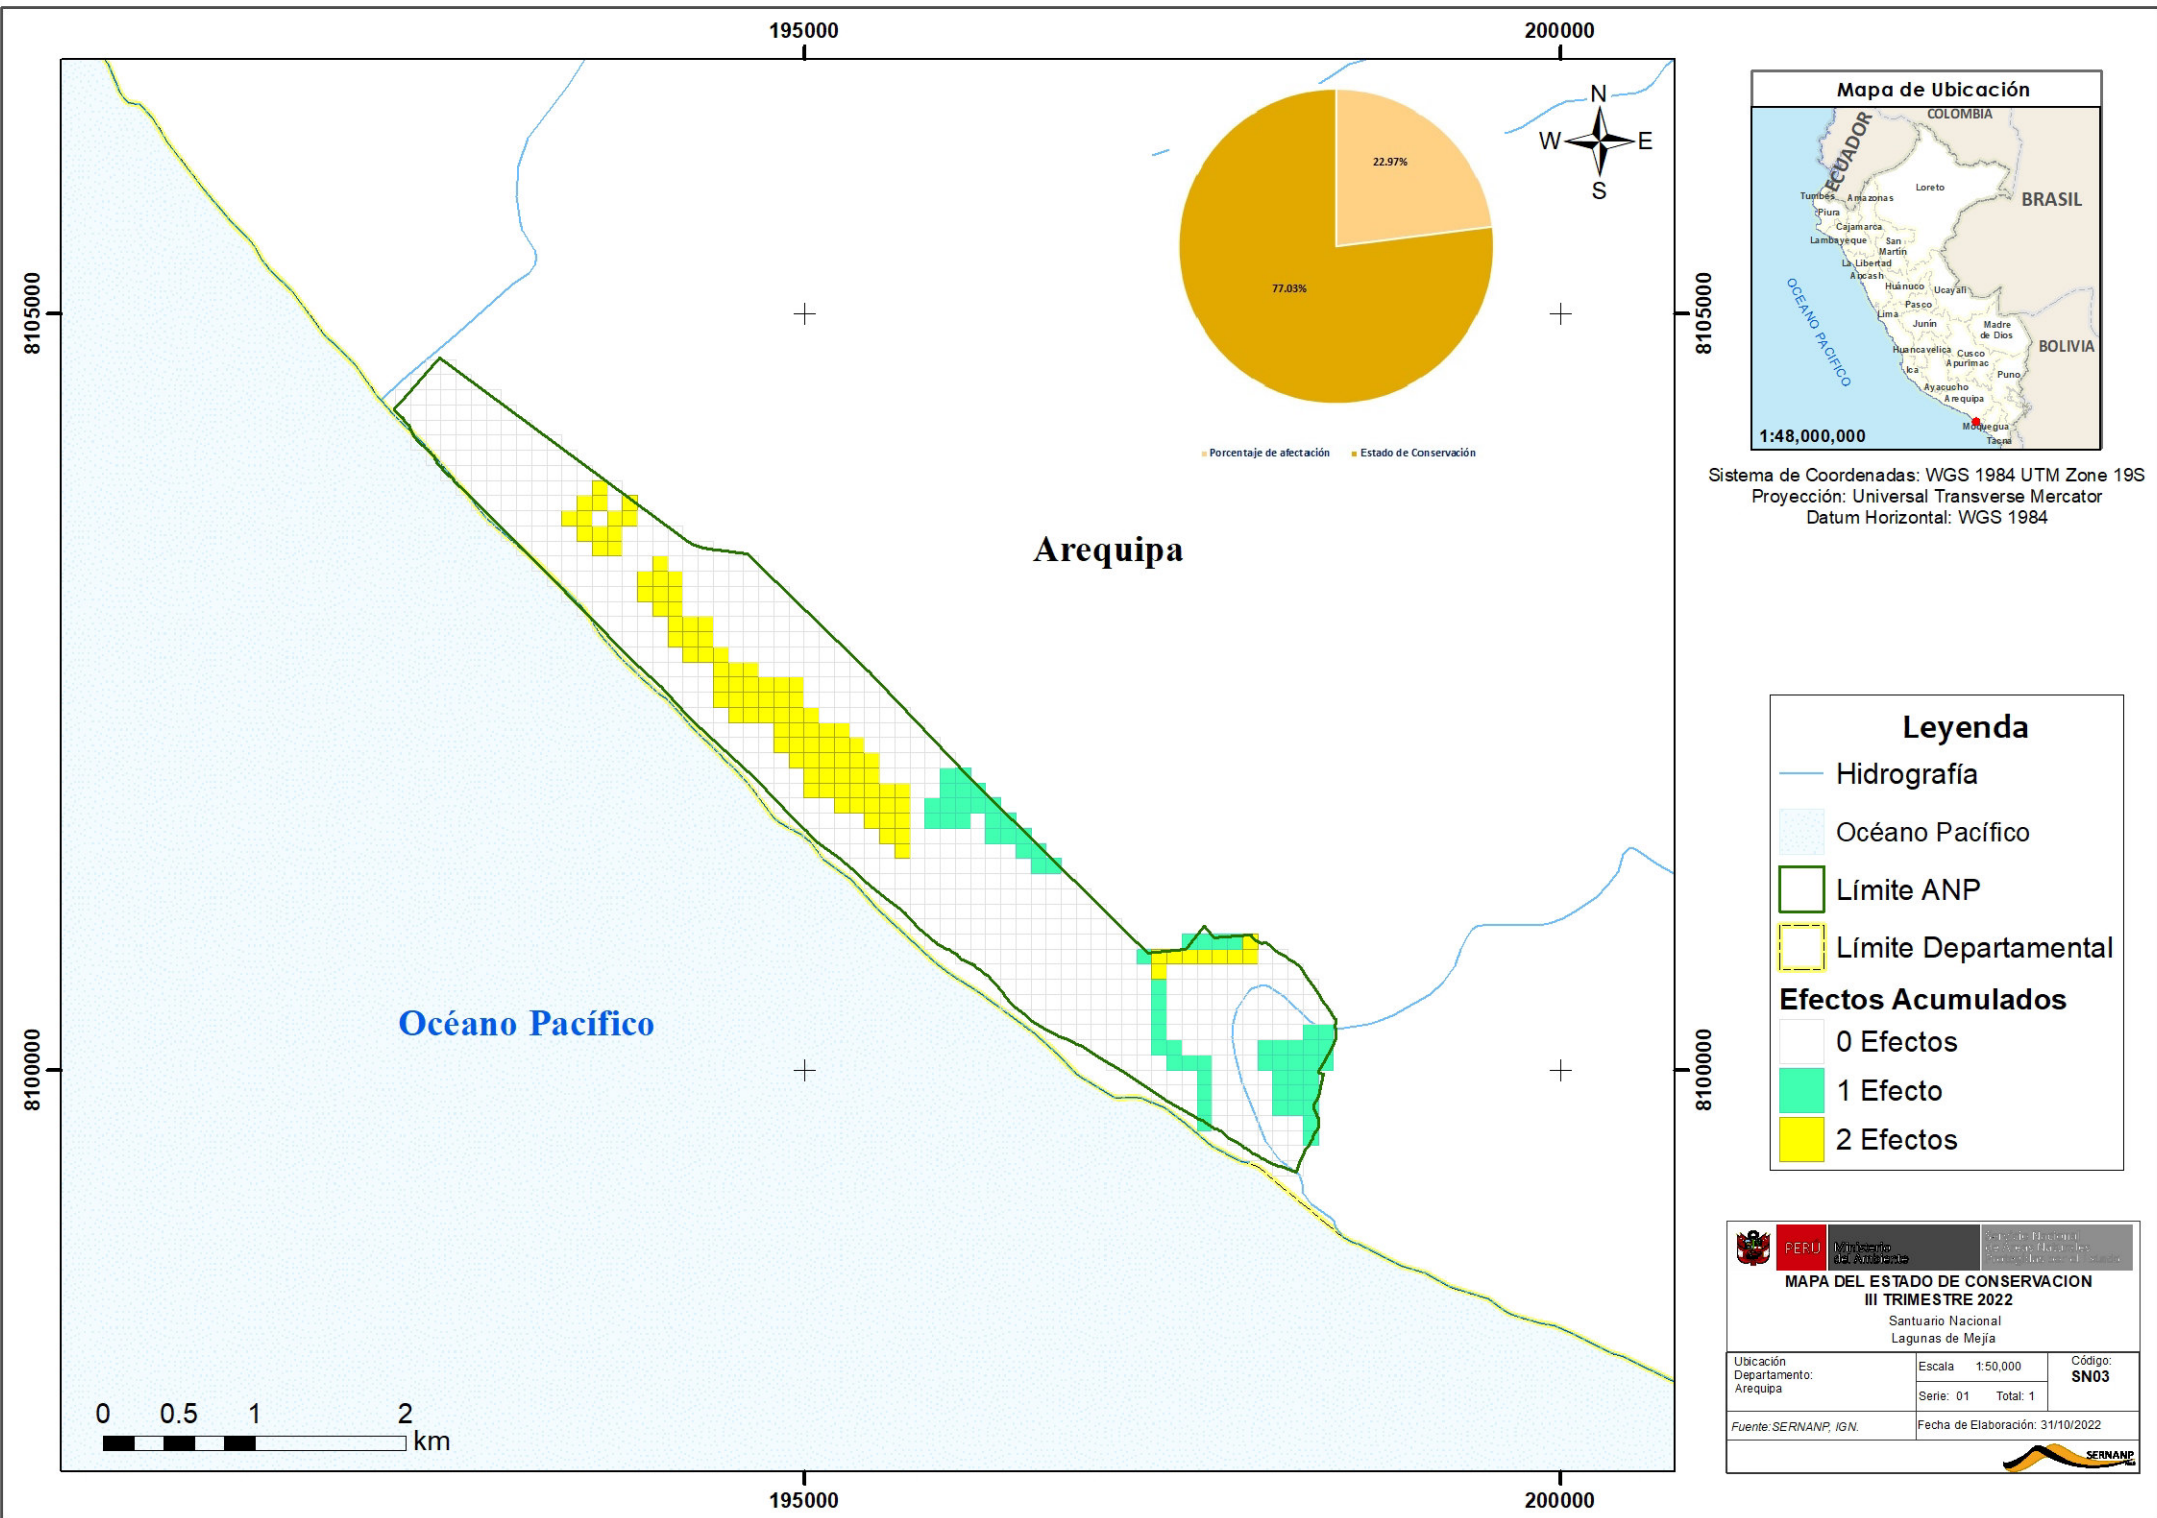 195000
200000
8105000
8105000
8100000
8100000
195000
200000
N
W
E
S
22.97%
77.03%
Porcentaje de afectación
Estado de Conservación
Arequipa
Océano Pacífico
0 0.5 1 2
km
Mapa de Ubicación
COLOMBIA
ECUADOR
BRASIL
BOLIVIA
OCEANO PACIFICO
Tumbes
Amazonas
Loreto
Piura
Cajamarca
Lambayeque
San
Martín
La Libertad
Ancash
Huánuco
Ucayali
Pasco
Lima
Junín
Madre
de Dios
Huancavelica
Cusco
Apurímac
Ica
Puno
Ayacucho
Arequipa
Moquegua
Tacna
1:48,000,000
Sistema de Coordenadas: WGS 1984 UTM Zone 19S
Proyección: Universal Transverse Mercator
Datum Horizontal: WGS 1984
Leyenda
Hidrografía
Océano Pacífico
Límite ANP
Límite Departamental
Efectos Acumulados
0 Efectos
1 Efecto
2 Efectos
PERÚ
Ministerio
del Ambiente
MAPA DEL ESTADO DE CONSERVACION
III TRIMESTRE 2022
Santuario Nacional
Lagunas de Mejía
Ubicación
Departamento:
Arequipa
Escala 1:50,000
Código:
SN03
Serie: 01 Total: 1
Fuente:SERNANP, IGN.
Fecha de Elaboración: 31/10/2022
SERNANP